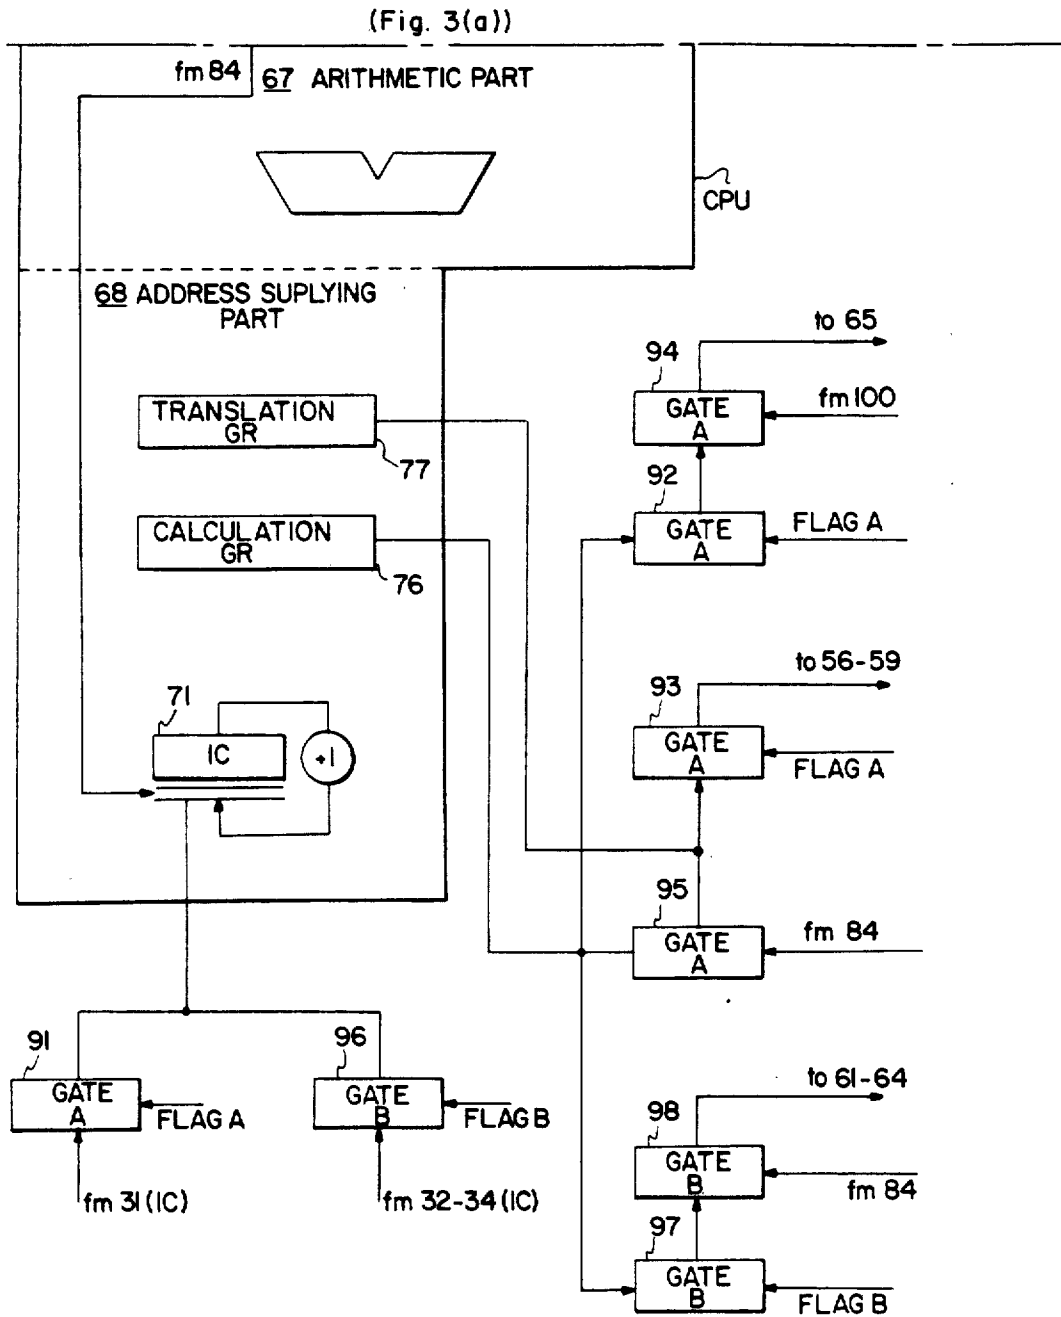 (Fig. 3(a))
fm 84
67 ARITHMETIC PART
CPU
68 ADDRESS SUPLYING
PART
to 65
94
TRANSLATION
GR
GATE
A
fm 100
77
92
CALCULATION
GR
GATE
A
FLAG A
76
to 56-59
71
93
IC
+1
GATE
A
FLAG A
95
GATE
A
fm 84
91
96
to 61-64
GATE
A
FLAG A
GATE
B
FLAG B
98
GATE
B
fm 84
fm 31 (IC)
fm 32-34 (IC)
97
GATE
B
FLAG B